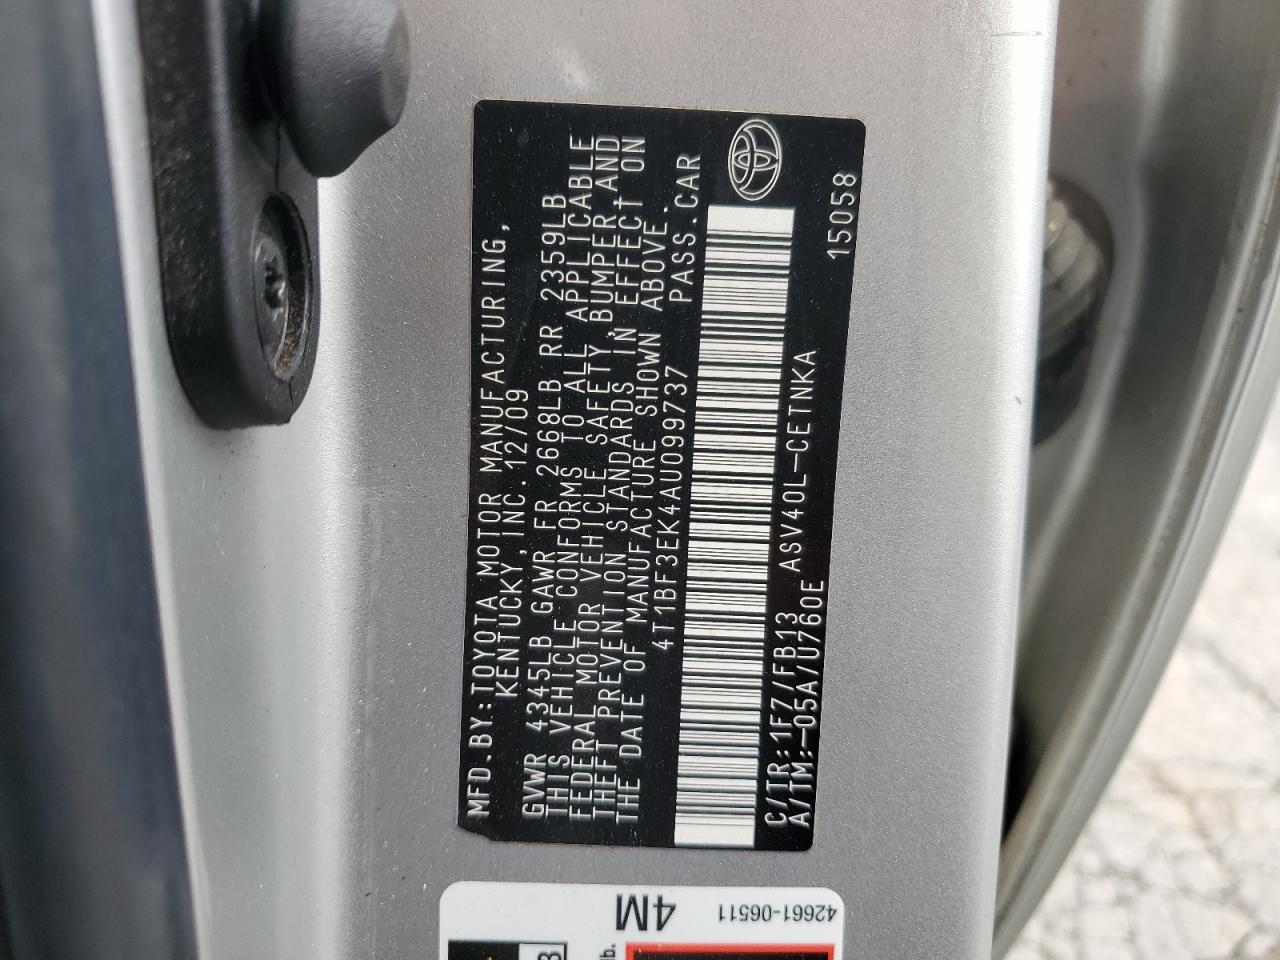 MFD.BY:TOYOTA MOTOR MANUFACTURING,
KENTUCKY,INC.12/09
GVWR 4345LB GAWR FR 2668LB RR 2359LB
THIS VEHICLE CONFORMS TO ALL APPLICABLE
FEDERAL MOTOR VEHICLE SAFETY,BUMPER,AND
THEFT PREVENTION STANDARDS IN EFFECT ON
THE DATE OF MANUFACTURE SHOWN ABOVE.
4T1BF3EK4AU099737 PASS.CAR
C/TR:1F7/FB13 ASV40L-CETNKA 15058
A/TM:-05A/U760E
4M
42661-06511
lb.